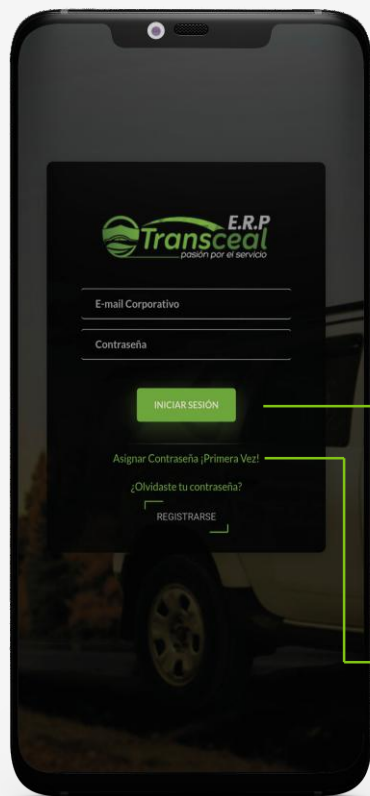 E.R.P
Transceal
pasión por el servicio
E-mail Corporativo
Contraseña
INICIAR SESIÓN
Asignar Contraseña ¡Primera Vez!
¿Olvidaste tu contraseña?
REGISTRARSE